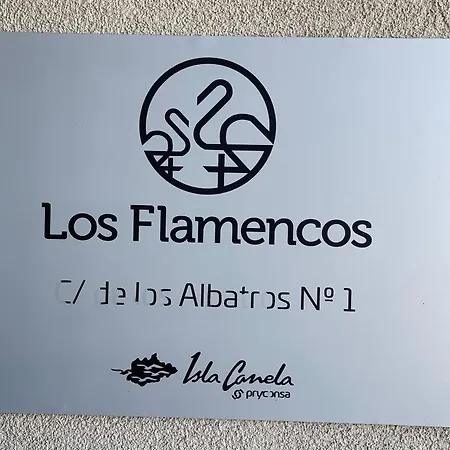 Los Flamencos
C/ de los Albatros Nº 1
Isla Canela
pryconsa